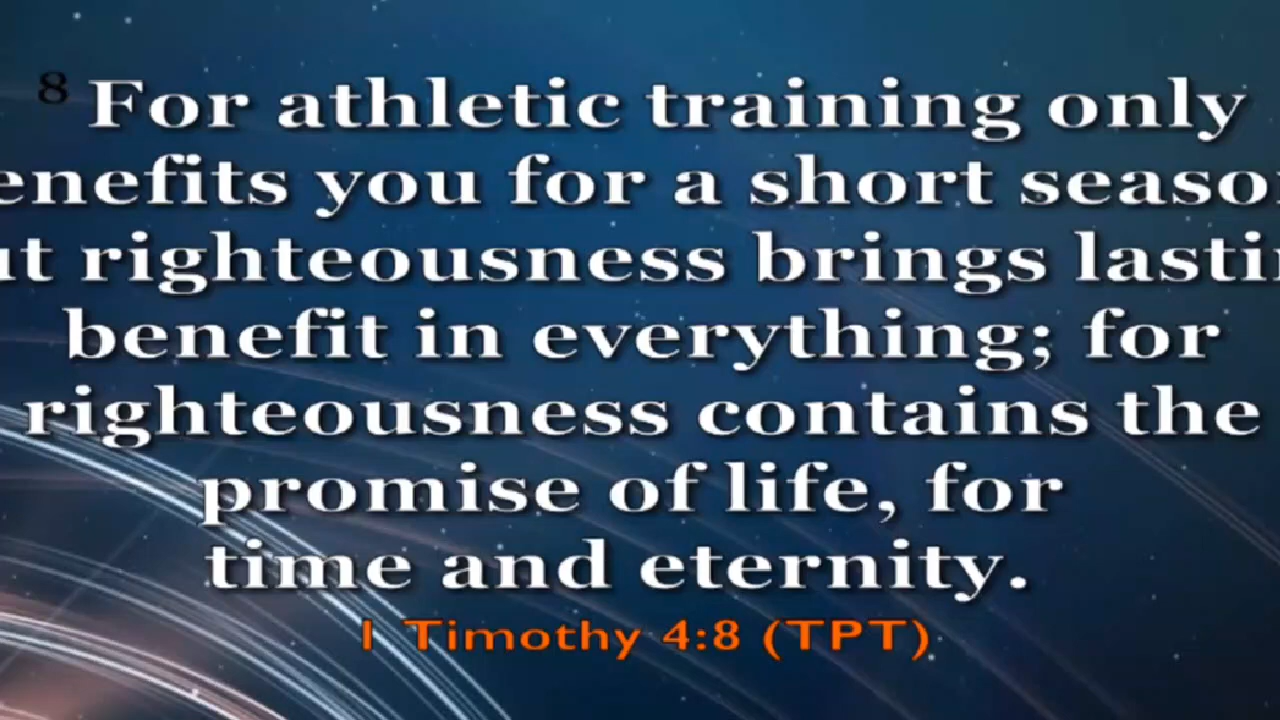 8 For athletic training only
enefits you for a short seaso
ut righteousness brings lasti
benefit in everything; for
righteousness contains the
promise of life, for
time and eternity.
1 Timothy 4:8 (TPT)